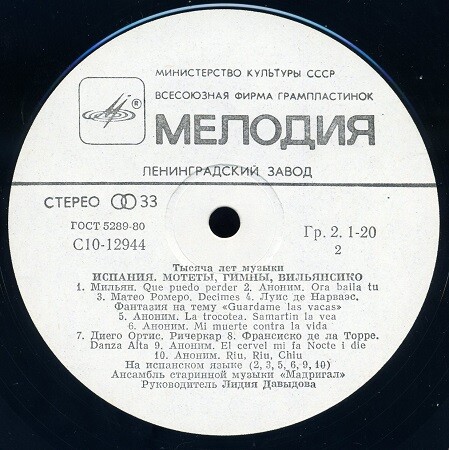 МИНИСТЕРСТВО КУЛЬТУРЫ СССР
ВСЕСОЮЗНАЯ ФИРМА ГРАМПЛАСТИНОК
®
МЕЛОДИЯ
ЛЕНИНГРАДСКИЙ ЗАВОД
СТЕРЕО 33
ГОСТ 5289-80
С10-12944
Гр. 2. 1-20
2
Тысяча лет музыки
ИСПАНИЯ. МОТЕТЫ, ГИМНЫ, ВИЛЬЯНСИКО
1. Мильян. Que puedo perder 2. Аноним. Ora baila tu
3. Матео Ромеро. Decimes 4. Луис де Нарваэс.
Фантазия на тему «Guardame las vacas»
5. Аноним. La trocotea. Samartin la vca
6. Аноним. Mi muerte contra la vida
7. Диего Ортис. Ричеркар 8. Франсиско де ла Торре.
Danza Alta 9. Аноним. El cervel mi fa Nocte i die
10. Аноним. Riu, Riu, Chiu
На испанском языке (2, 3, 5, 6, 9, 10)
Ансамбль старинной музыки «Мадригал»
Руководитель Лидия Давыдова